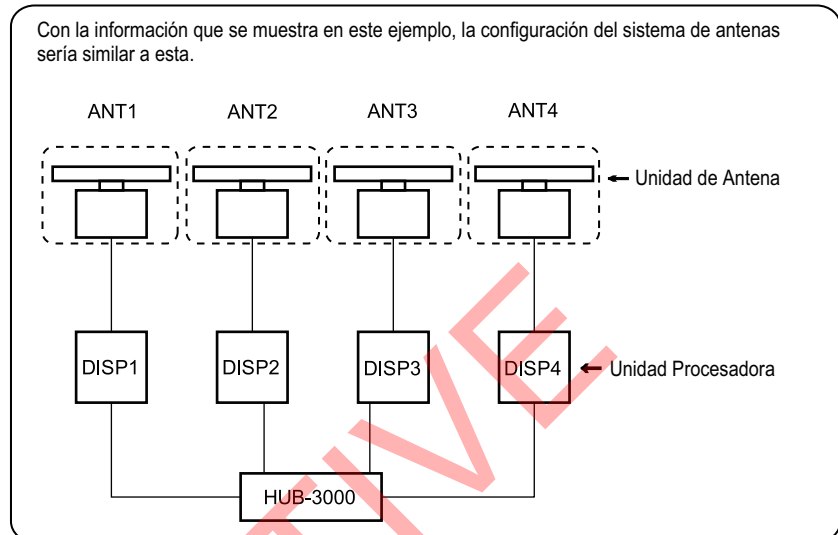 Con la información que se muestra en este ejemplo, la configuración del sistema de antenas
sería similar a esta.
ANT1 ANT2 ANT3 ANT4
Unidad de Antena
DISP1 DISP2 DISP3 DISP4
Unidad Procesadora
HUB-3000
TIVE